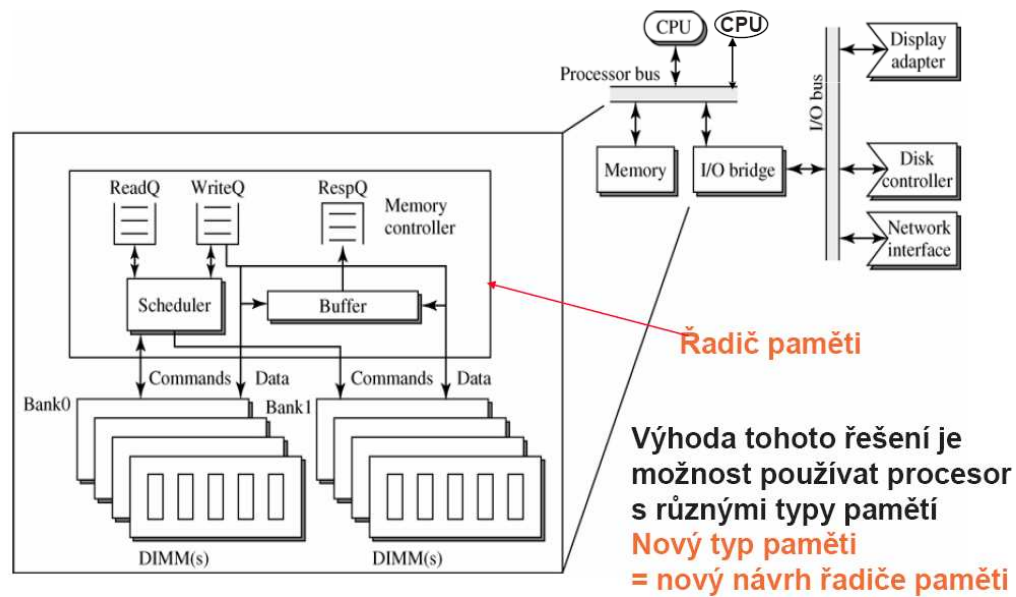 CPU
CPU
Processor bus
Memory
I/O bridge
I/O bus
Display
adapter
Disk
controller
Network
interface
ReadQ
WriteQ
RespQ
Memory
controller
Scheduler
Buffer
Commands
Data
Commands
Data
Bank0
Bank1
DIMM(s)
DIMM(s)
Řadič paměti
Výhoda tohoto řešení je
možnost používat procesor
s různými typy pamětí
Nový typ paměti
= nový návrh řadiče paměti